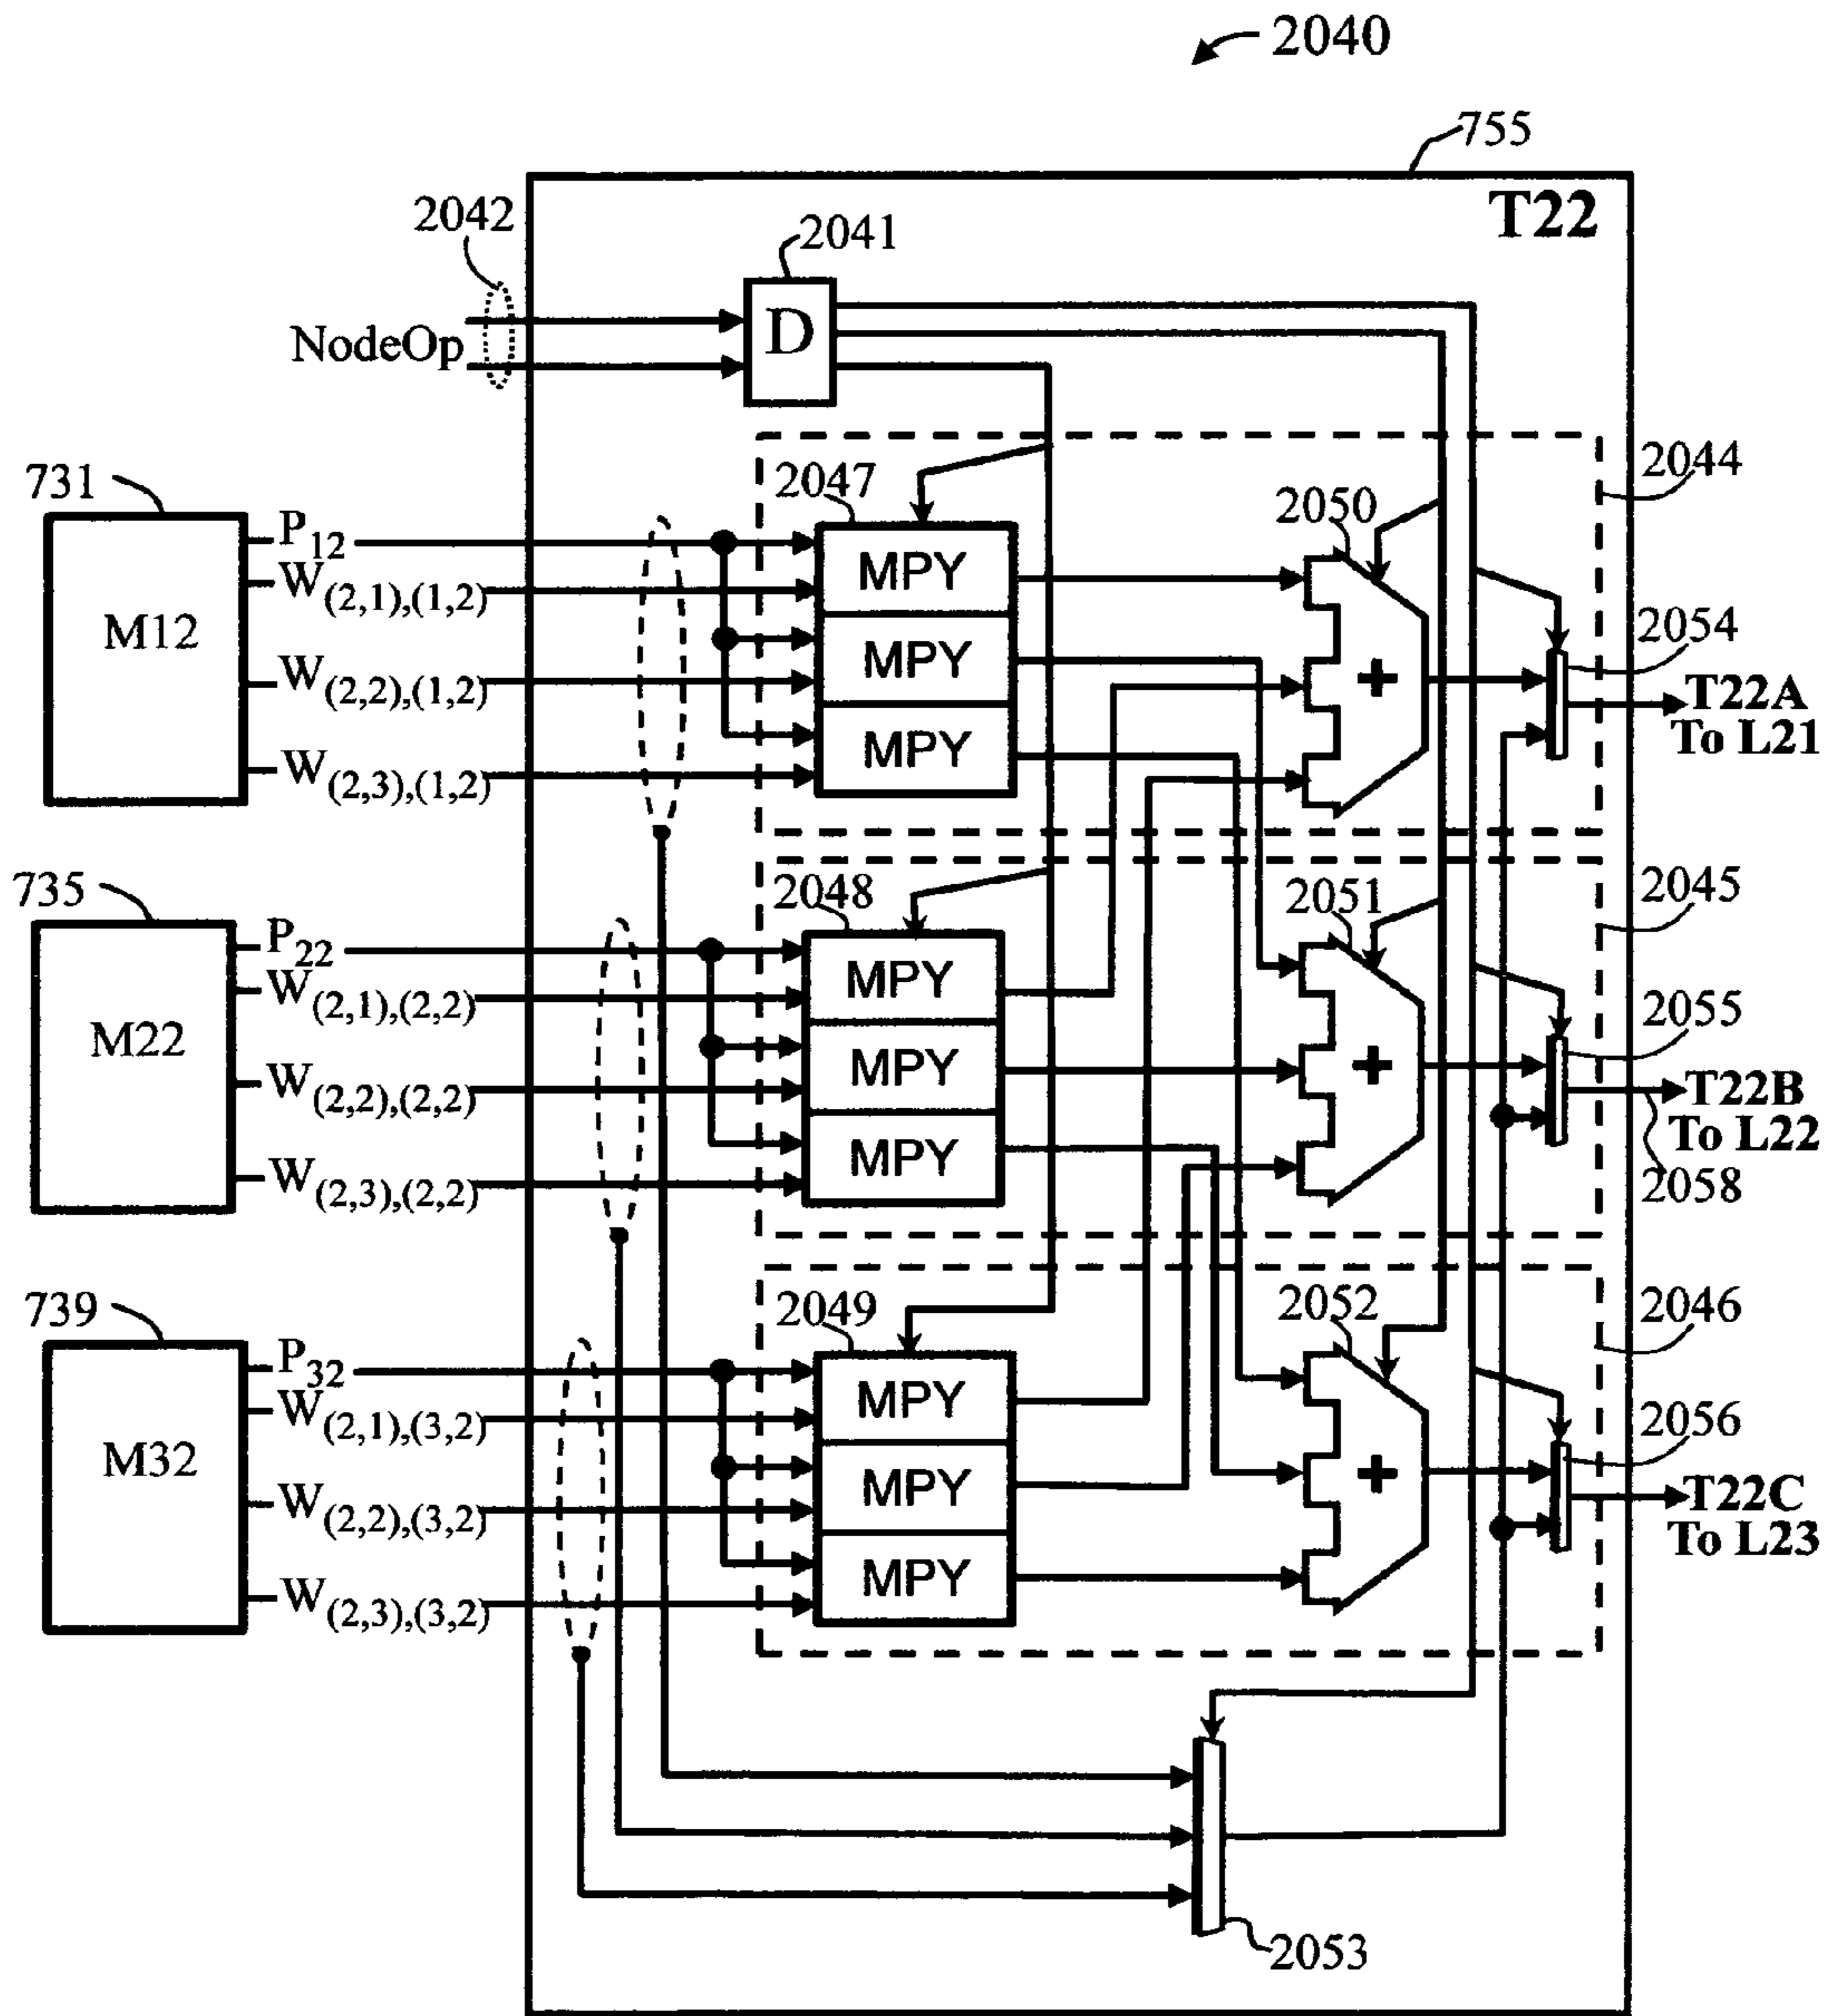 2040
755
T22
2042
2041
D
NodeOp
2044
731
2047
2050
P12
MPY
W(2,1),(1,2)
M12
2054
W(2,2),(1,2)
MPY
+
T22A
To L21
W(2,3),(1,2)
MPY
735
2048
2051
2045
P22
MPY
W(2,1),(2,2)
M22
2055
W(2,2),(2,2)
MPY
+
T22B
To L22
W(2,3),(2,2)
MPY
2058
739
2049
2052
2046
P32
MPY
W(2,1),(3,2)
M32
2056
W(2,2),(3,2)
MPY
+
T22C
To L23
W(2,3),(3,2)
MPY
2053